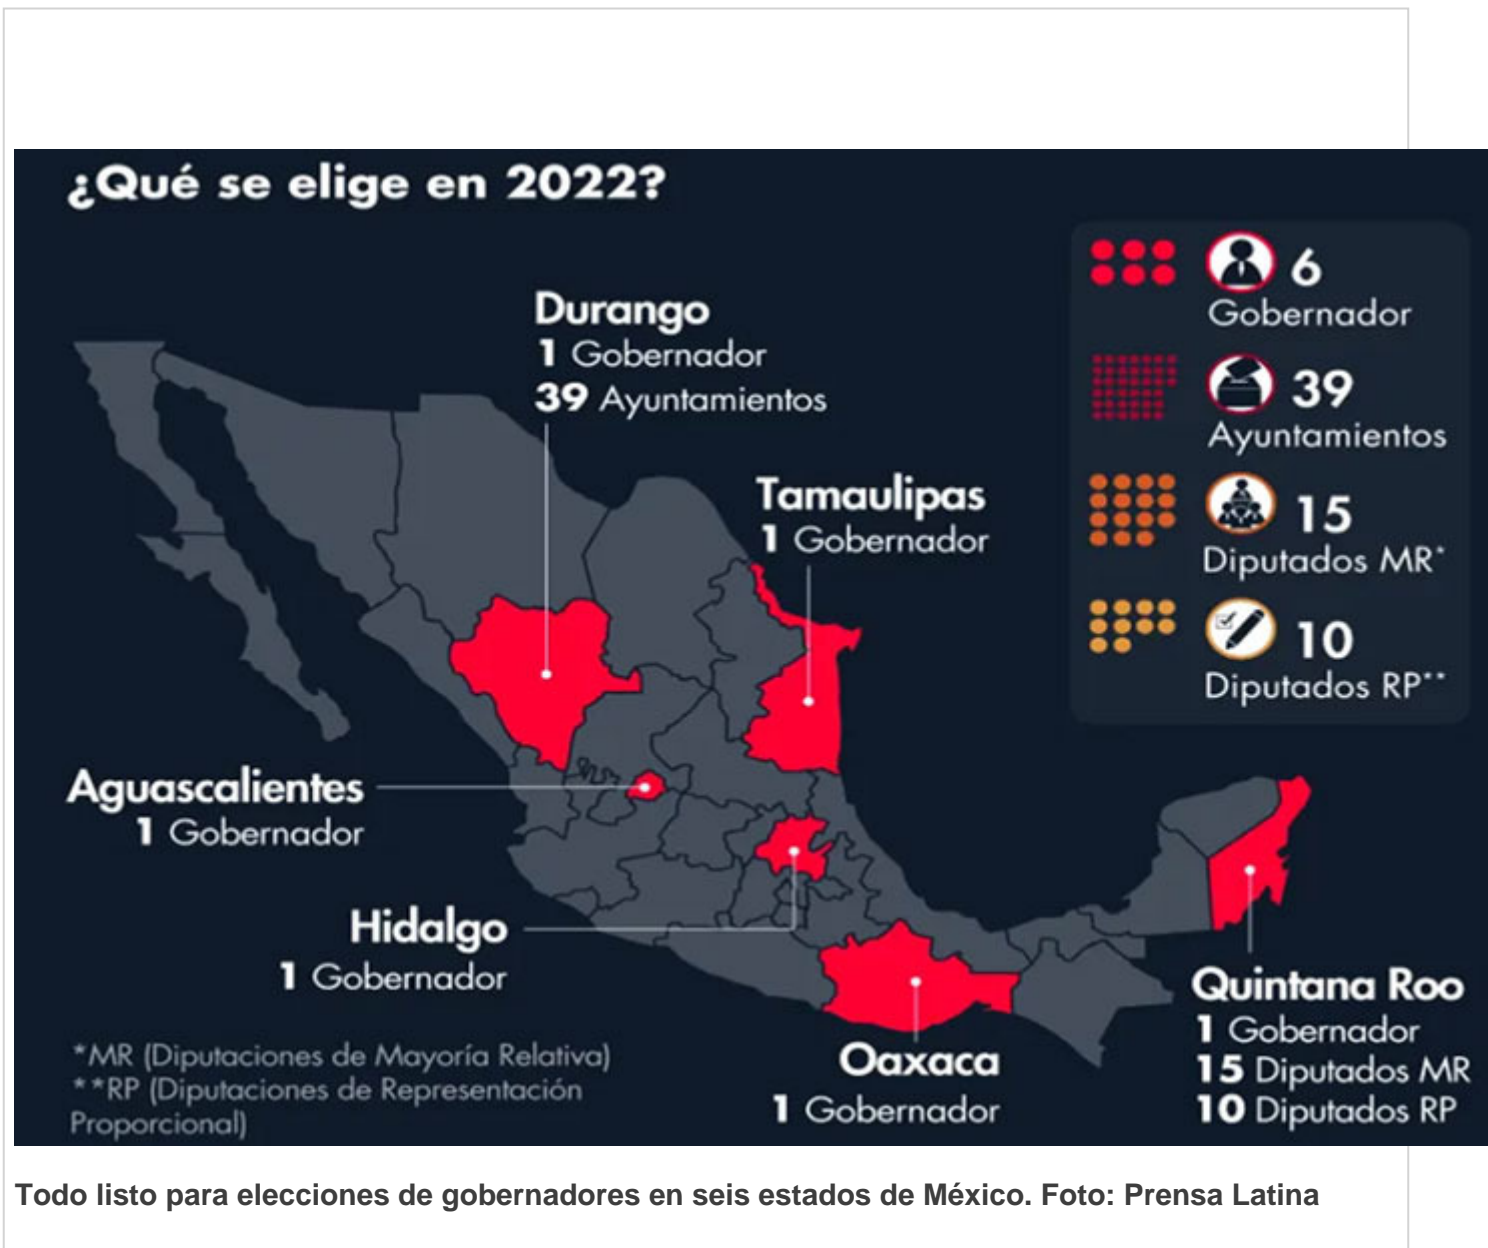 ¿Qué se elige en 2022?
6
Gobernador
39
Ayuntamientos
15
Diputados MR*
10
Diputados RP**
Durango
1 Gobernador
39 Ayuntamientos
Tamaulipas
1 Gobernador
Aguascalientes
1 Gobernador
Hidalgo
1 Gobernador
Oaxaca
1 Gobernador
Quintana Roo
1 Gobernador
15 Diputados MR
10 Diputados RP
*MR (Diputaciones de Mayoría Relativa)
**RP (Diputaciones de Representación
Proporcional)
Todo listo para elecciones de gobernadores en seis estados de México. Foto: Prensa Latina